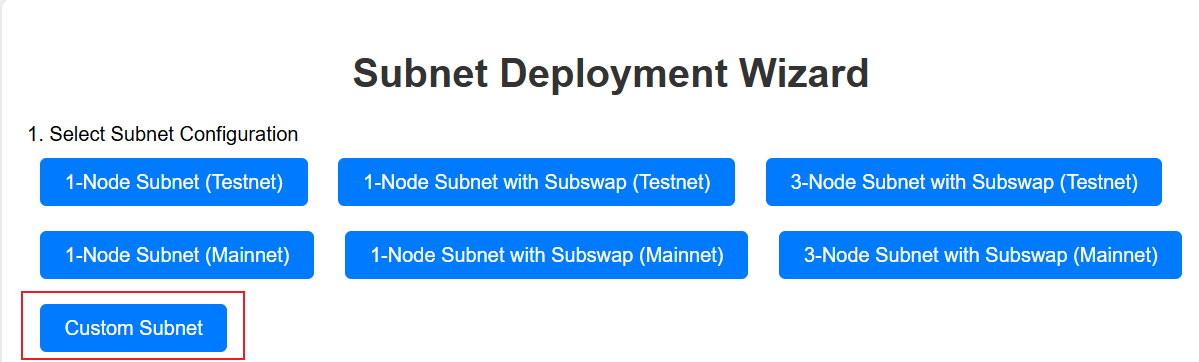 Subnet Deployment Wizard
1. Select Subnet Configuration
1-Node Subnet (Testnet)
1-Node Subnet with Subswap (Testnet)
3-Node Subnet with Subswap (Testnet)
1-Node Subnet (Mainnet)
1-Node Subnet with Subswap (Mainnet)
3-Node Subnet with Subswap (Mainnet)
Custom Subnet